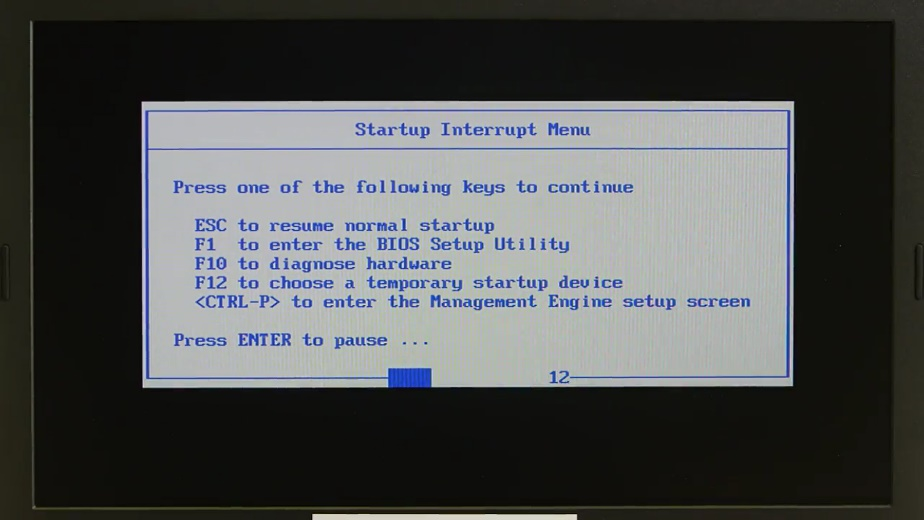 Startup Interrupt Menu
Press one of the following keys to continue
ESC to resume normal startup
F1 to enter the BIOS Setup Utility
F10 to diagnose hardware
F12 to choose a temporary startup device
<CTRL-P> to enter the Management Engine setup screen
Press ENTER to pause ...
12